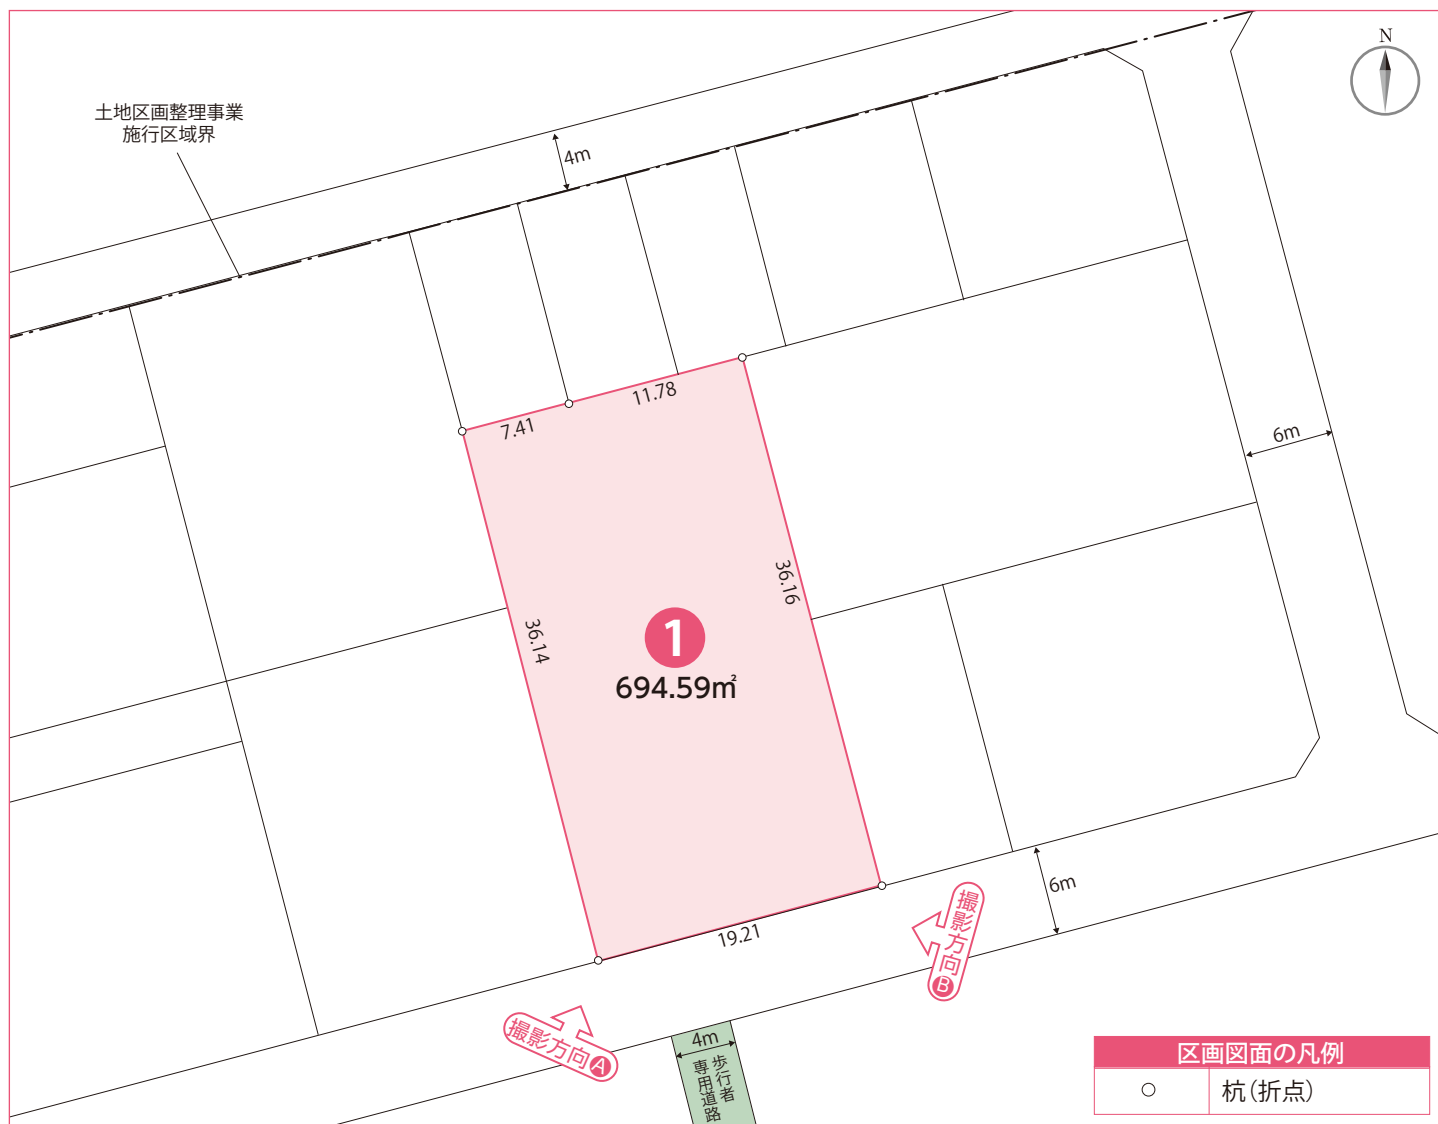 N
土地区画整理事業
施行区域界
4m
11.78
7.41
6m
36.16
36.14
1
694.59㎡
6m
19.21
撮影方向B
撮影方向A
4m
歩行者
専用道路
区画図面の凡例
杭(折点)